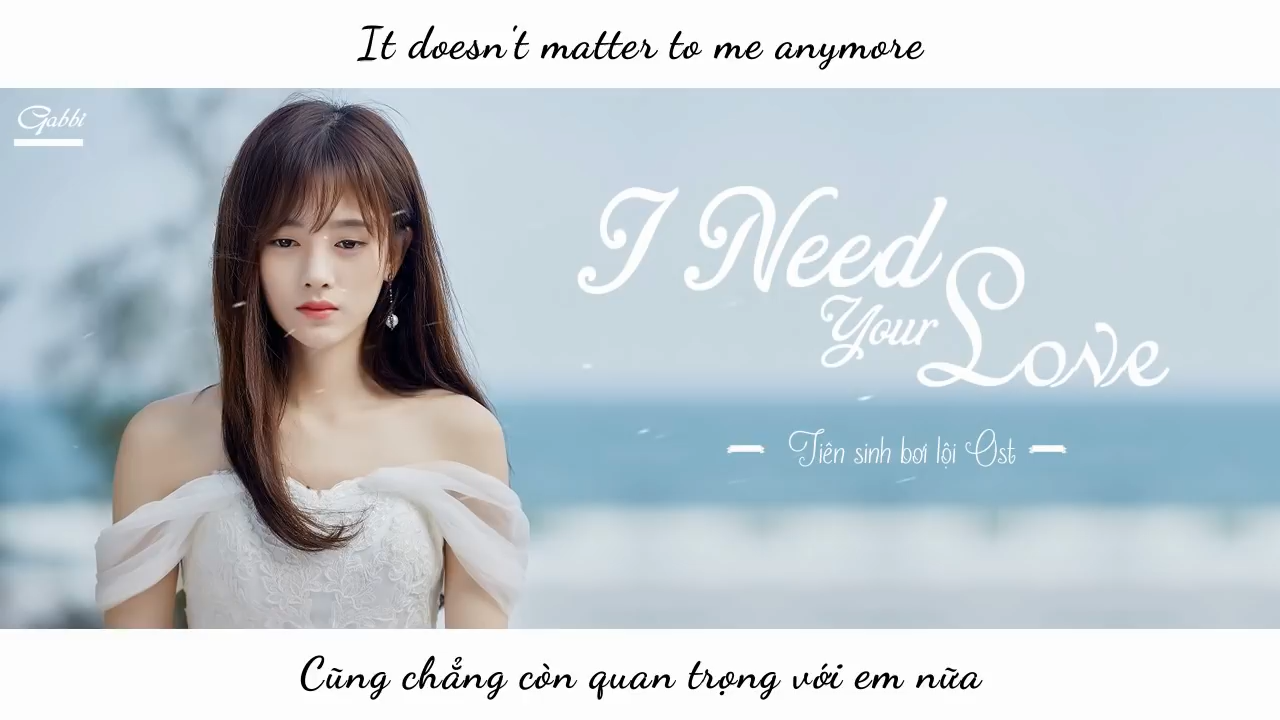 It doesn't matter to me anymore
Gabbi
I Need
Your Love
Tiên sinh bơi lội Ost
Cũng chẳng còn quan trọng với em nữa